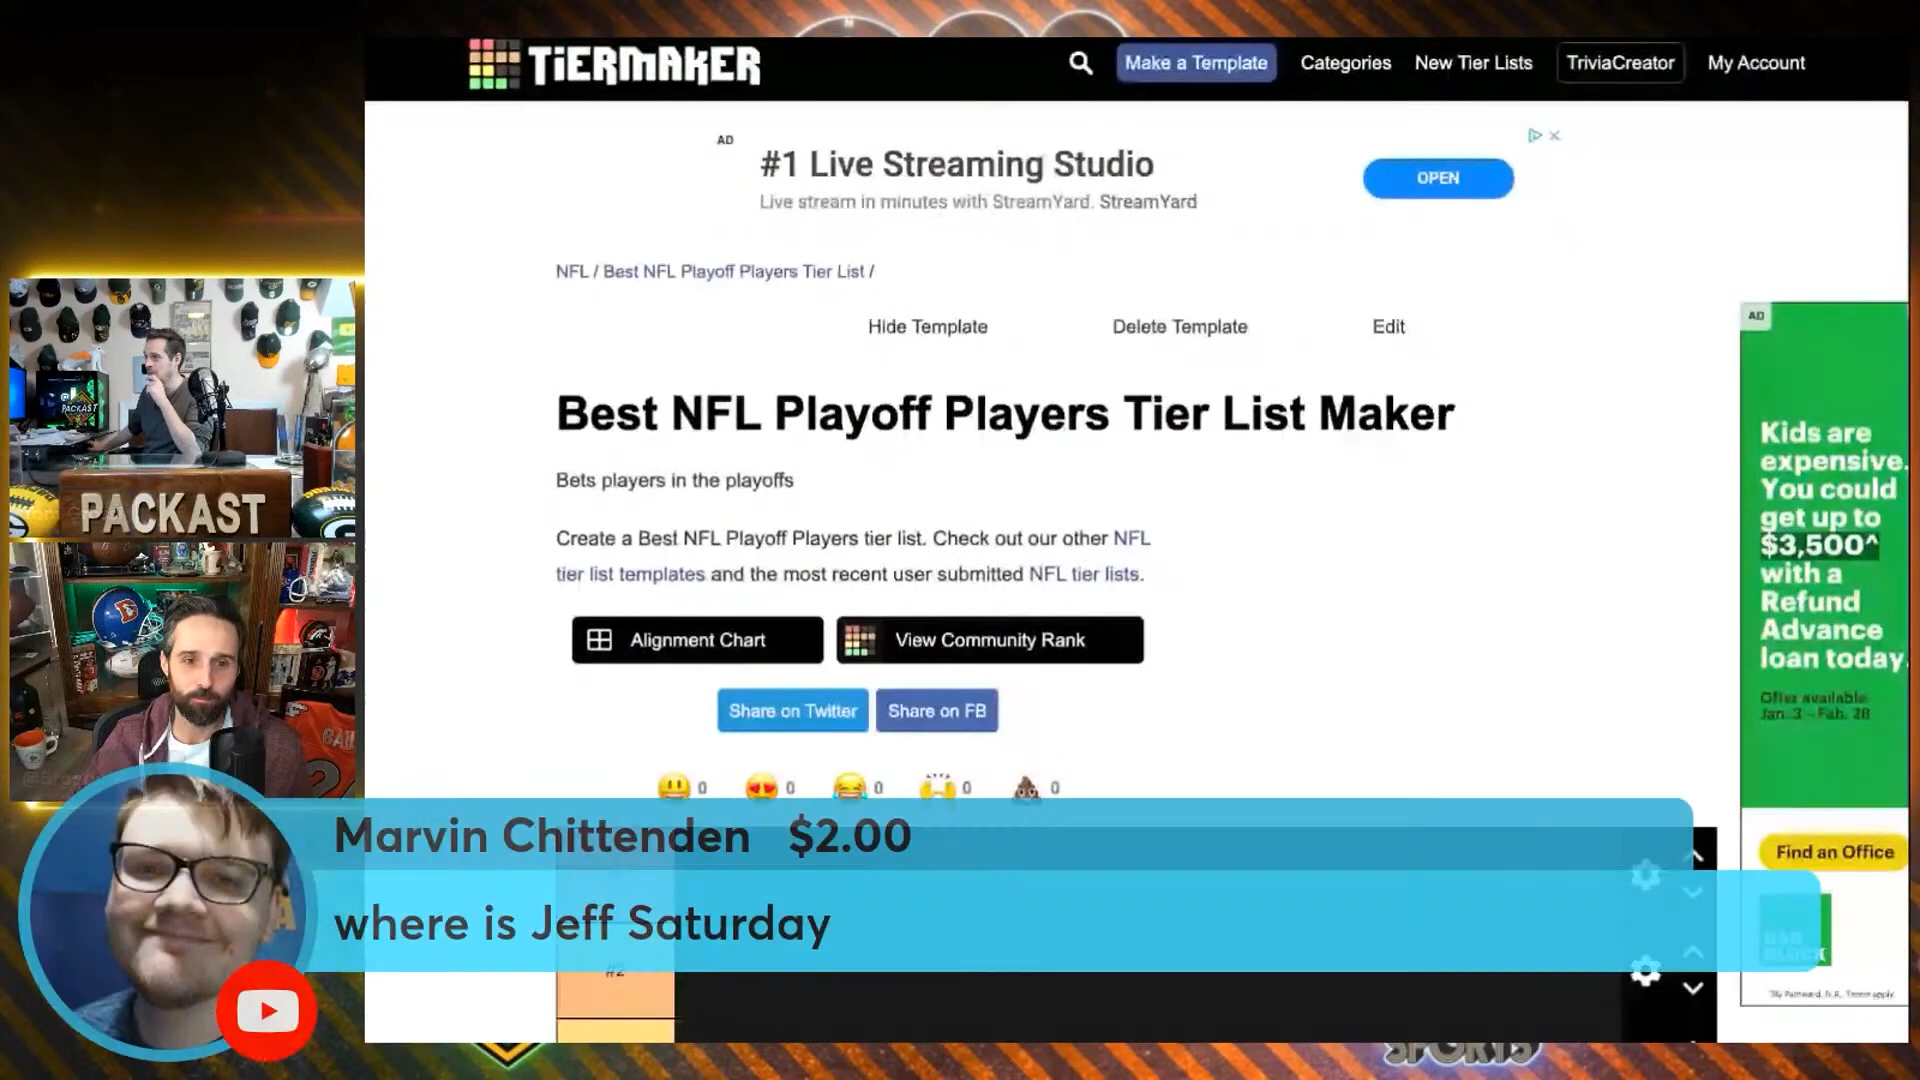 TiERMAKER
Make a Template
Categories
New Tier Lists
TriviaCreator
My Account
AD
#1 Live Streaming Studio
Live stream in minutes with StreamYard. StreamYard
OPEN
NFL / Best NFL Playoff Players Tier List /
Hide Template
Delete Template
Edit
AD
Best NFL Playoff Players Tier List Maker
Bets players in the playoffs
Create a Best NFL Playoff Players tier list. Check out our other NFL
tier list templates and the most recent user submitted NFL tier lists.
Alignment Chart
View Community Rank
Share on Twitter
Share on FB
0
0
0
0
0
Kids are
expensive.
You could
get up to
$3,500^
with a
Refund
Advance
loan today.
Offer available
Jan. 3 - Feb. 28
Find an Office
PACKAST
PACKAST
BAIL
2
Marvin Chittenden $2.00
where is Jeff Saturday
#2
SPORTS